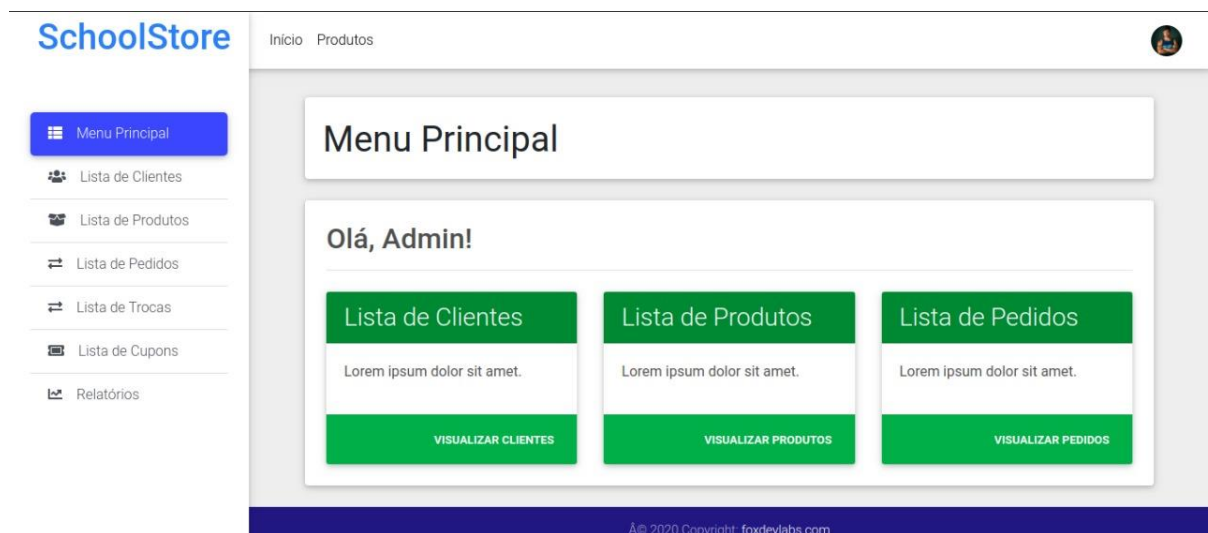 SchoolStore
Início Produtos
Menu Principal
Lista de Clientes
Lista de Produtos
Lista de Pedidos
Lista de Trocas
Lista de Cupons
Relatórios
Menu Principal
Olá, Admin!
Lista de Clientes
Lorem ipsum dolor sit amet.
VISUALIZAR CLIENTES
Lista de Produtos
Lorem ipsum dolor sit amet.
VISUALIZAR PRODUTOS
Lista de Pedidos
Lorem ipsum dolor sit amet.
VISUALIZAR PEDIDOS
Â© 2020 Copyright: foxdevlabs.com